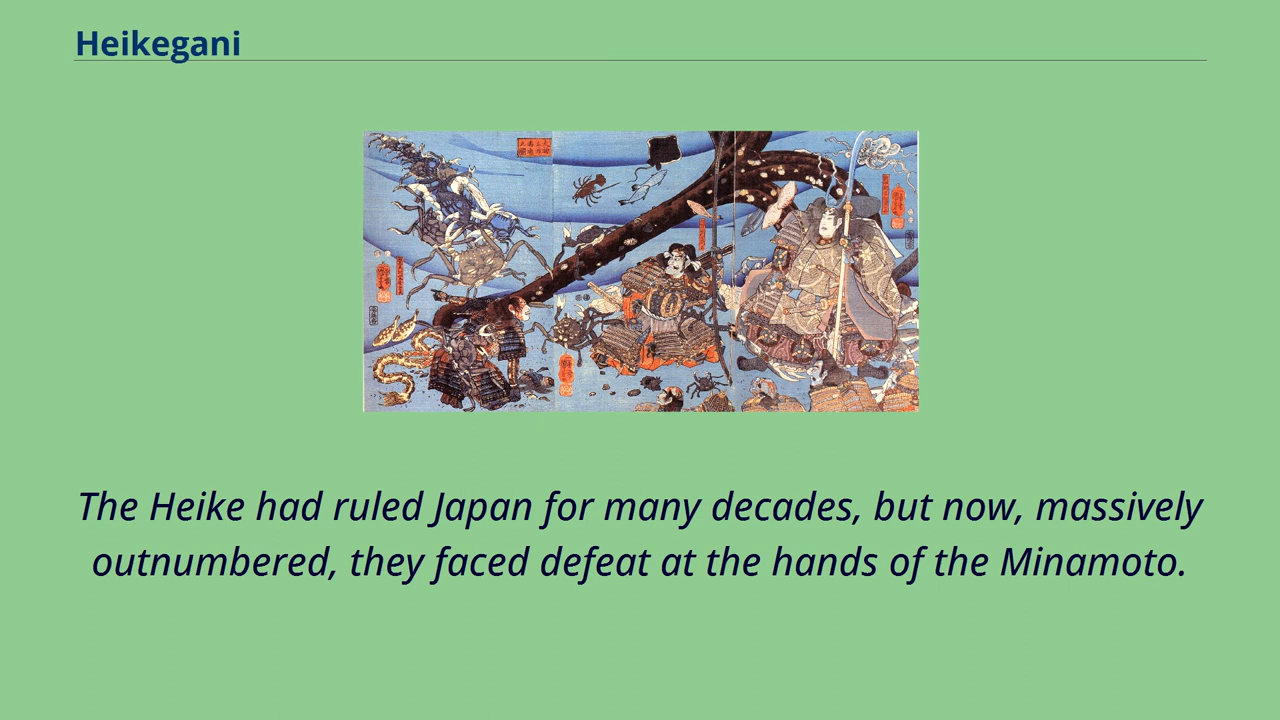 Heikegani
The Heike had ruled Japan for many decades, but now, massively
outnumbered, they faced defeat at the hands of the Minamoto.